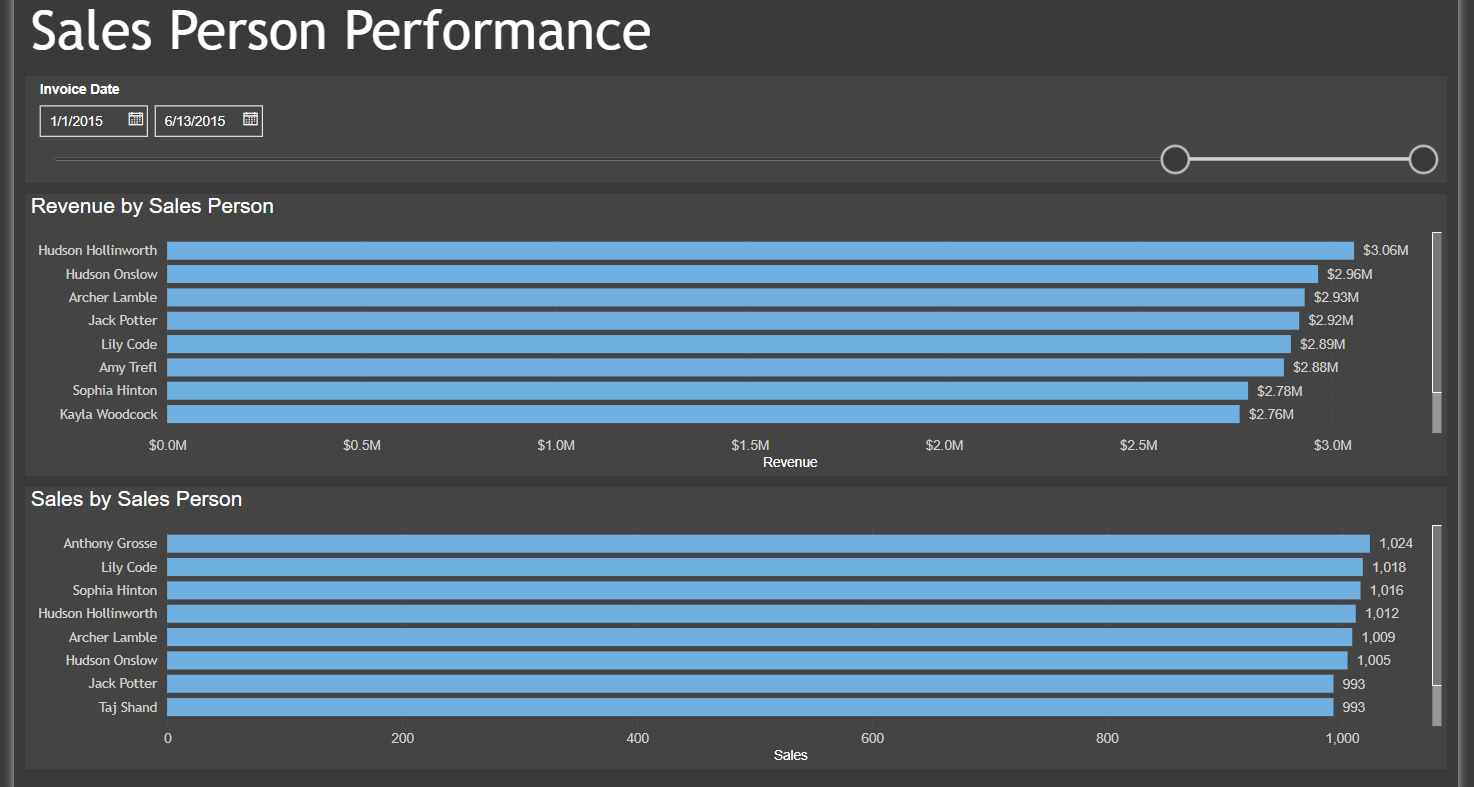 Sales Person Performance
Invoice Date
1/1/2015 6/13/2015
Revenue by Sales Person
Hudson Hollinworth $3.06M
Hudson Onslow $2.96M
Archer Lamble $2.93M
Jack Potter $2.92M
Lily Code $2.89M
Amy Trefl $2.88M
Sophia Hinton $2.78M
Kayla Woodcock $2.76M
$0.0M $0.5M $1.0M $1.5M $2.0M $2.5M $3.0M
Revenue
Sales by Sales Person
Anthony Grosse 1,024
Lily Code 1,018
Sophia Hinton 1,016
Hudson Hollinworth 1,012
Archer Lamble 1,009
Hudson Onslow 1,005
Jack Potter 993
Taj Shand 993
0 200 400 600 800 1,000
Sales